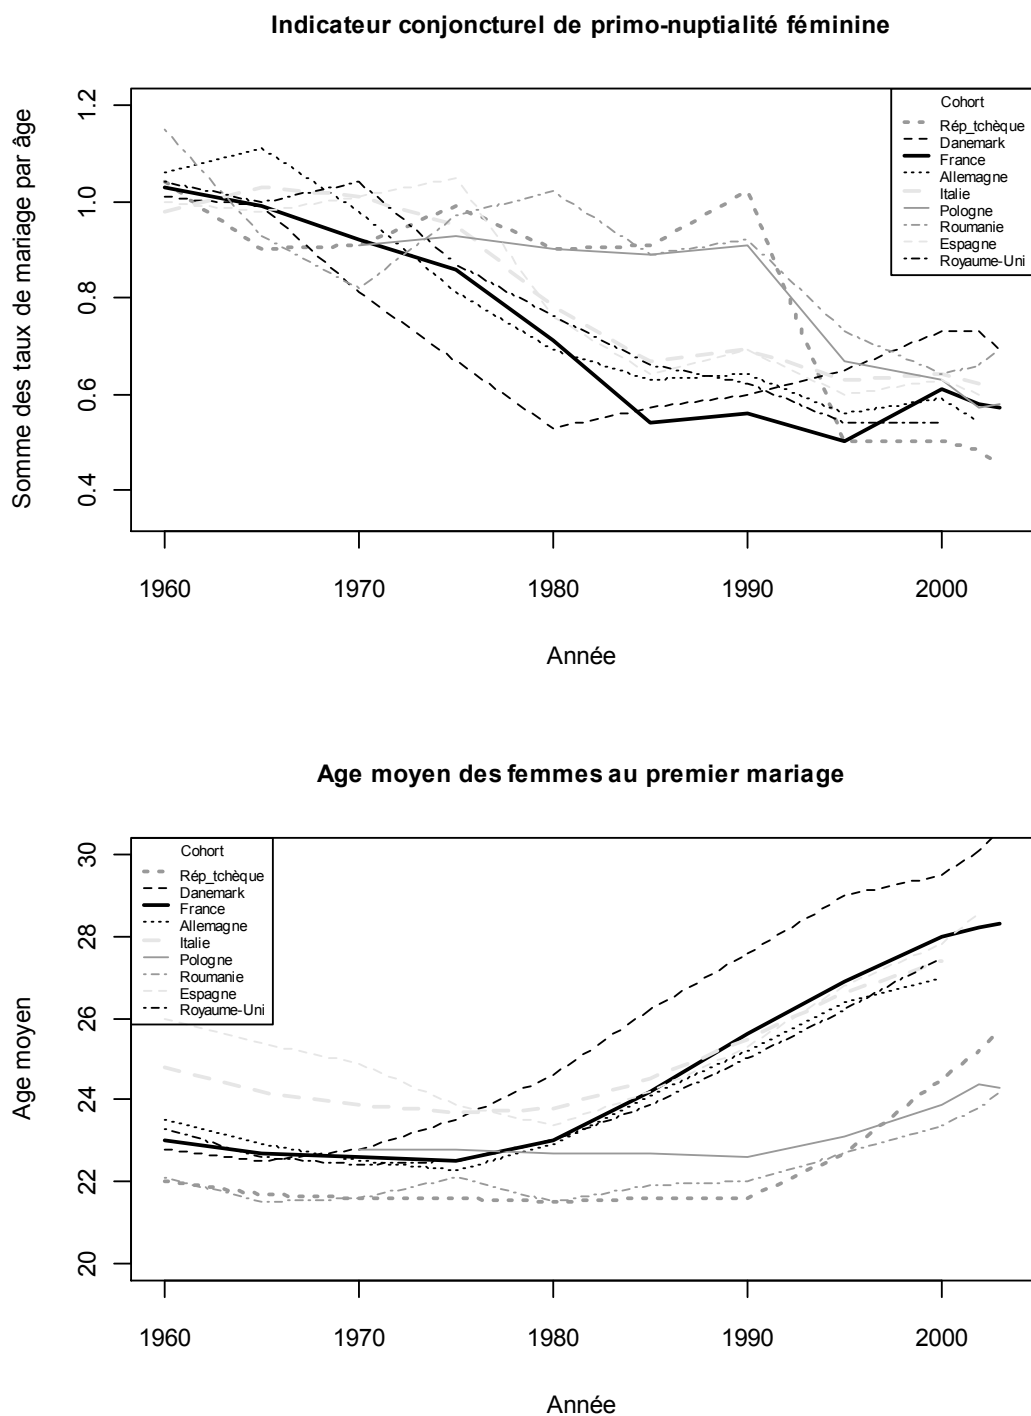 Indicateur conjoncturel de primo-nuptialité féminine
Somme des taux de mariage par âge
1.2
1.0
0.8
0.6
0.4
Cohort
Rép_tchèque
Danemark
France
Allemagne
Italie
Pologne
Roumanie
Espagne
Royaume-Uni
1960 1970 1980 1990 2000
Année
Age moyen des femmes au premier mariage
Age moyen
30
28
26
24
22
20
Cohort
Rép_tchèque
Danemark
France
Allemagne
Italie
Pologne
Roumanie
Espagne
Royaume-Uni
1960 1970 1980 1990 2000
Année